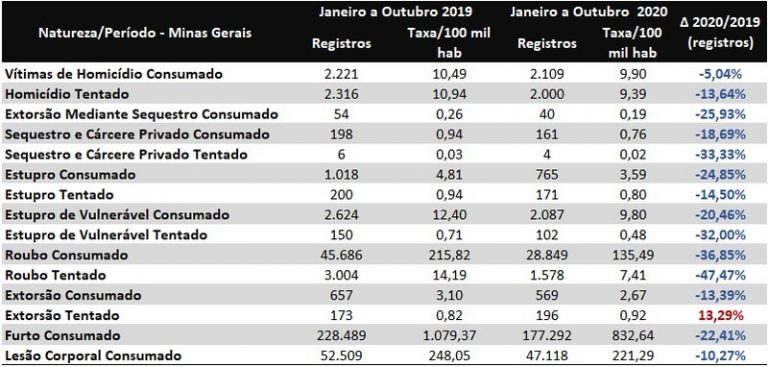 Natureza/Período - Minas Gerais Janeiro a Outubro 2019 Janeiro a Outubro 2020 Δ 2020/2019 (registros)
Registros Taxa/100 mil hab Registros Taxa/100 mil hab
Vítimas de Homicídio Consumado 2.221 10,49 2.109 9,90 -5,04%
Homicídio Tentado 2.316 10,94 2.000 9,39 -13,64%
Extorsão Mediante Sequestro Consumado 54 0,26 40 0,19 -25,93%
Sequestro e Cárcere Privado Consumado 198 0,94 161 0,76 -18,69%
Sequestro e Cárcere Privado Tentado 6 0,03 4 0,02 -33,33%
Estupro Consumado 1.018 4,81 765 3,59 -24,85%
Estupro Tentado 200 0,94 171 0,80 -14,50%
Estupro de Vulnerável Consumado 2.624 12,40 2.087 9,80 -20,46%
Estupro de Vulnerável Tentado 150 0,71 102 0,48 -32,00%
Roubo Consumado 45.686 215,82 28.849 135,49 -36,85%
Roubo Tentado 3.004 14,19 1.578 7,41 -47,47%
Extorsão Consumado 657 3,10 569 2,67 -13,39%
Extorsão Tentado 173 0,82 196 0,92 13,29%
Furto Consumado 228.489 1.079,37 177.292 832,64 -22,41%
Lesão Corporal Consumado 52.509 248,05 47.118 221,29 -10,27%